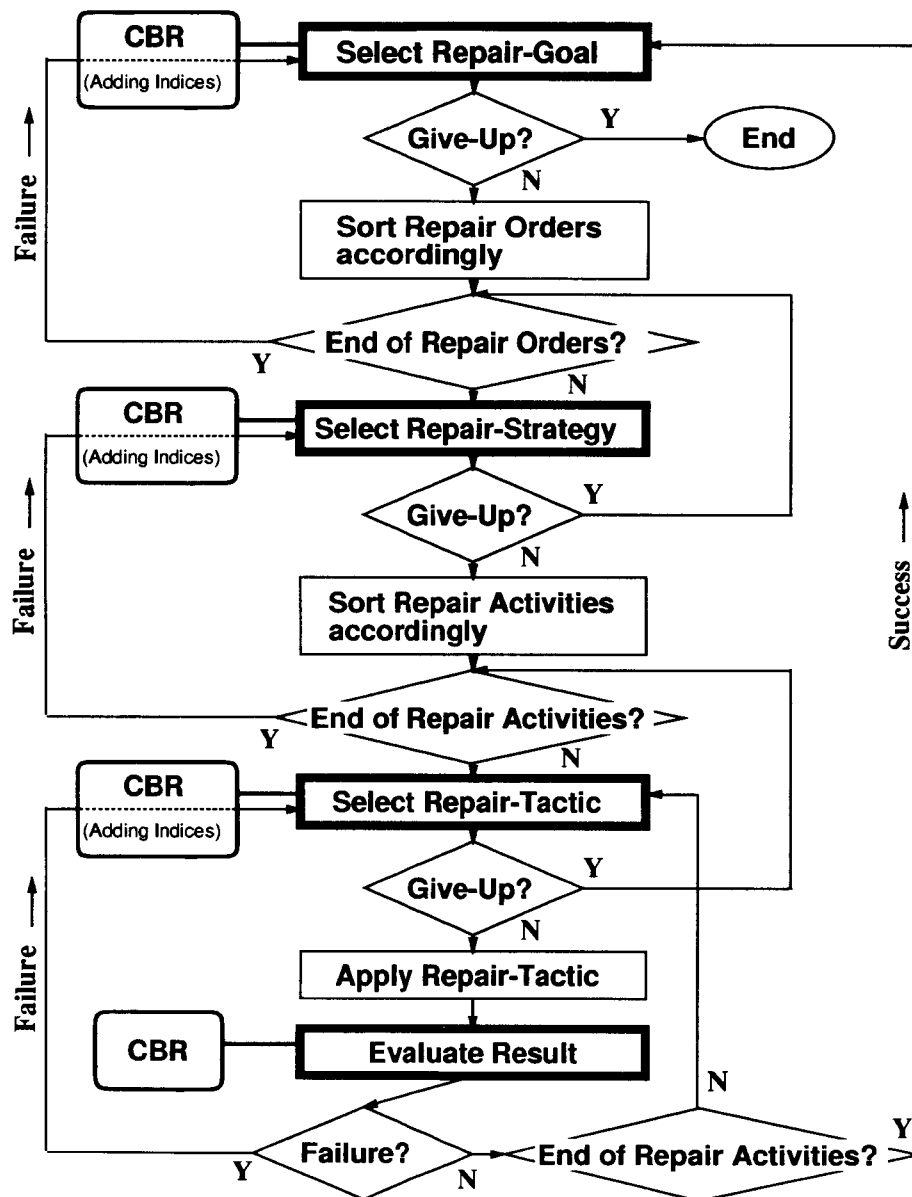 CBR
(Adding Indices)
Select Repair-Goal
Give-Up?
Y
End
N
Failure
Sort Repair Orders
accordingly
End of Repair Orders?
Y
N
CBR
(Adding Indices)
Select Repair-Strategy
Give-Up?
Y
N
Failure
Success
Sort Repair Activities
accordingly
End of Repair Activities?
Y
N
CBR
(Adding Indices)
Select Repair-Tactic
Give-Up?
Y
N
Failure
Apply Repair-Tactic
CBR
Evaluate Result
N
Failure?
Y
N
End of Repair Activities?
Y